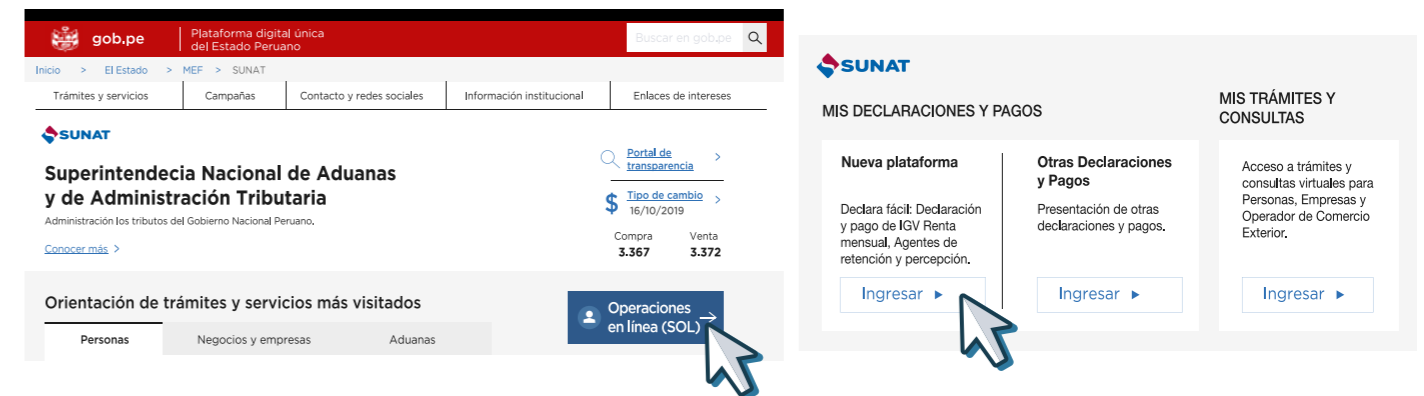 gob.pe
Plataforma digital única
del Estado Peruano
Buscar en gob.pe
Inicio > El Estado > MEF > SUNAT
Trámites y servicios
Campañas
Contacto y redes sociales
Información institucional
Enlaces de intereses
SUNAT
Superintendecia Nacional de Aduanas
y de Administración Tributaria
Administración los tributos del Gobierno Nacional Peruano.
Conocer más >
Portal de
transparencia >
$ Tipo de cambio >
16/10/2019
Compra Venta
3.367 3.372
Orientación de trámites y servicios más visitados
Personas
Negocios y empresas
Aduanas
Operaciones
en línea (SOL)
SUNAT
MIS DECLARACIONES Y PAGOS
Nueva plataforma
Declara fácil: Declaración
y pago de IGV Renta
mensual, Agentes de
retención y percepción.
Ingresar
Otras Declaraciones
y Pagos
Presentación de otras
declaraciones y pagos.
Ingresar
MIS TRÁMITES Y
CONSULTAS
Acceso a trámites y
consultas virtuales para
Personas, Empresas y
Operador de Comercio
Exterior.
Ingresar